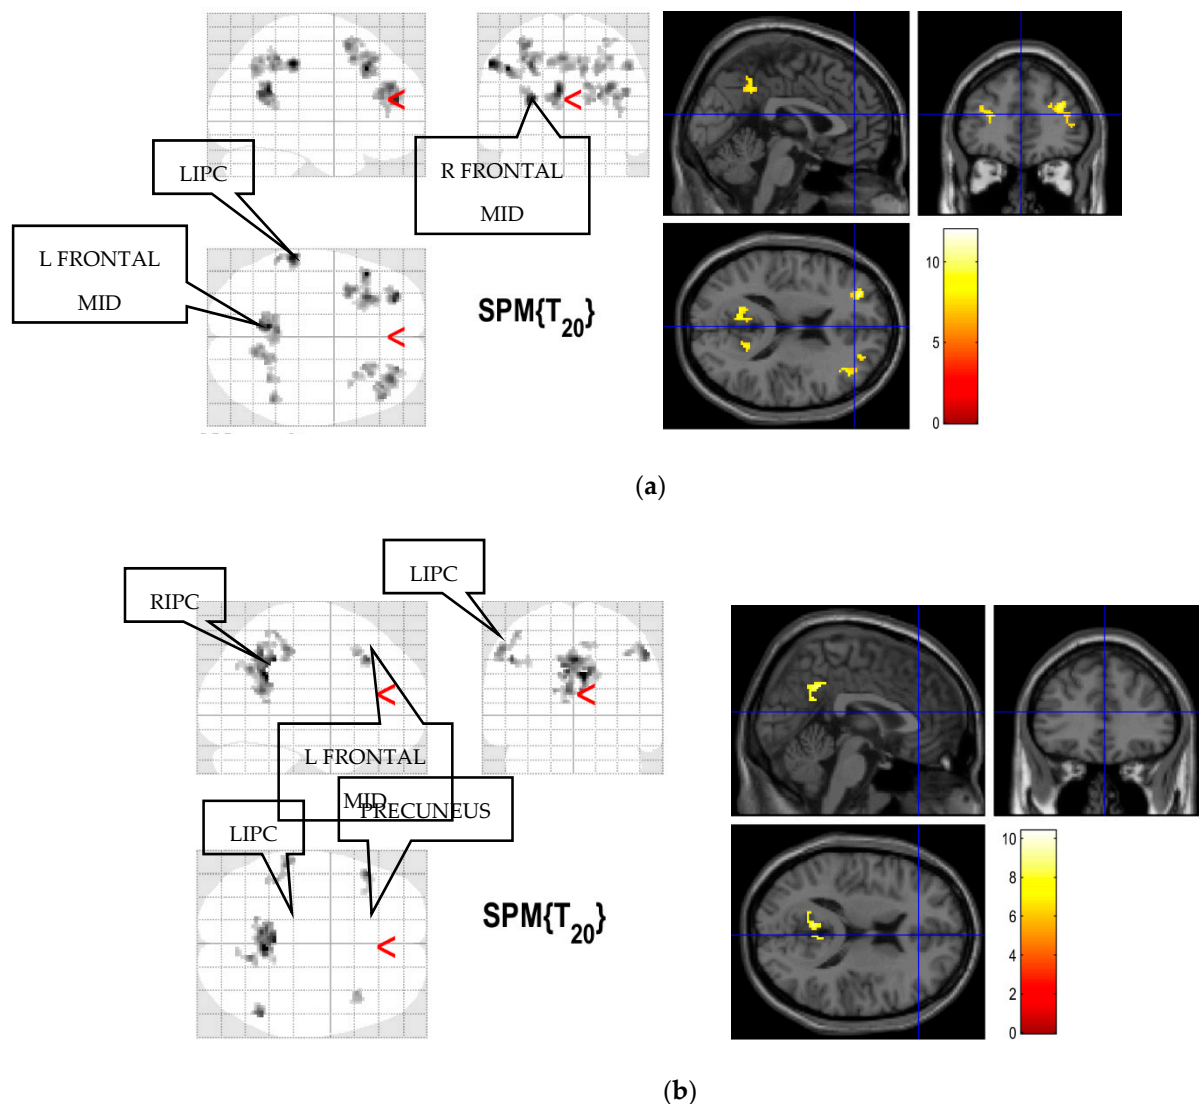 LIPC
R FRONTAL
MID
L FRONTAL
MID
SPM{T20}
10
5
0
(a)
LIPC
RIPC
L FRONTAL
MID
PRECUNEUS
LIPC
SPM{T20}
10
8
6
4
2
0
(b)